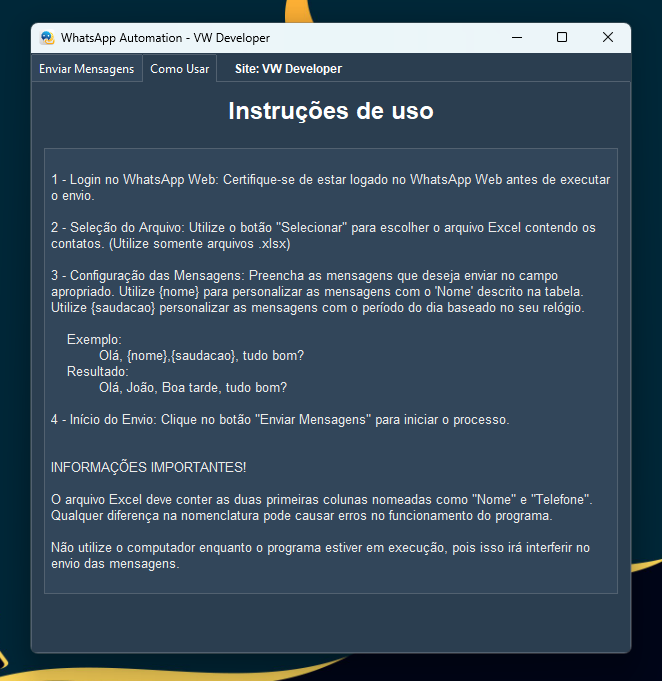 WhatsApp Automation - VW Developer
Enviar Mensagens
Como Usar
Site: VW Developer
Instruções de uso
1 - Login no WhatsApp Web: Certifique-se de estar logado no WhatsApp Web antes de executar
o envio.
2 - Seleção do Arquivo: Utilize o botão "Selecionar" para escolher o arquivo Excel contendo os
contatos. (Utilize somente arquivos .xlsx)
3 - Configuração das Mensagens: Preencha as mensagens que deseja enviar no campo
apropriado. Utilize {nome} para personalizar as mensagens com o 'Nome' descrito na tabela.
Utilize {saudacao} personalizar as mensagens com o período do dia baseado no seu relógio.
Exemplo:
Olá, {nome},{saudacao}, tudo bom?
Resultado:
Olá, João, Boa tarde, tudo bom?
4 - Início do Envio: Clique no botão "Enviar Mensagens" para iniciar o processo.
INFORMAÇÕES IMPORTANTES!
O arquivo Excel deve conter as duas primeiras colunas nomeadas como "Nome" e "Telefone".
Qualquer diferença na nomenclatura pode causar erros no funcionamento do programa.
Não utilize o computador enquanto o programa estiver em execução, pois isso irá interferir no
envio das mensagens.